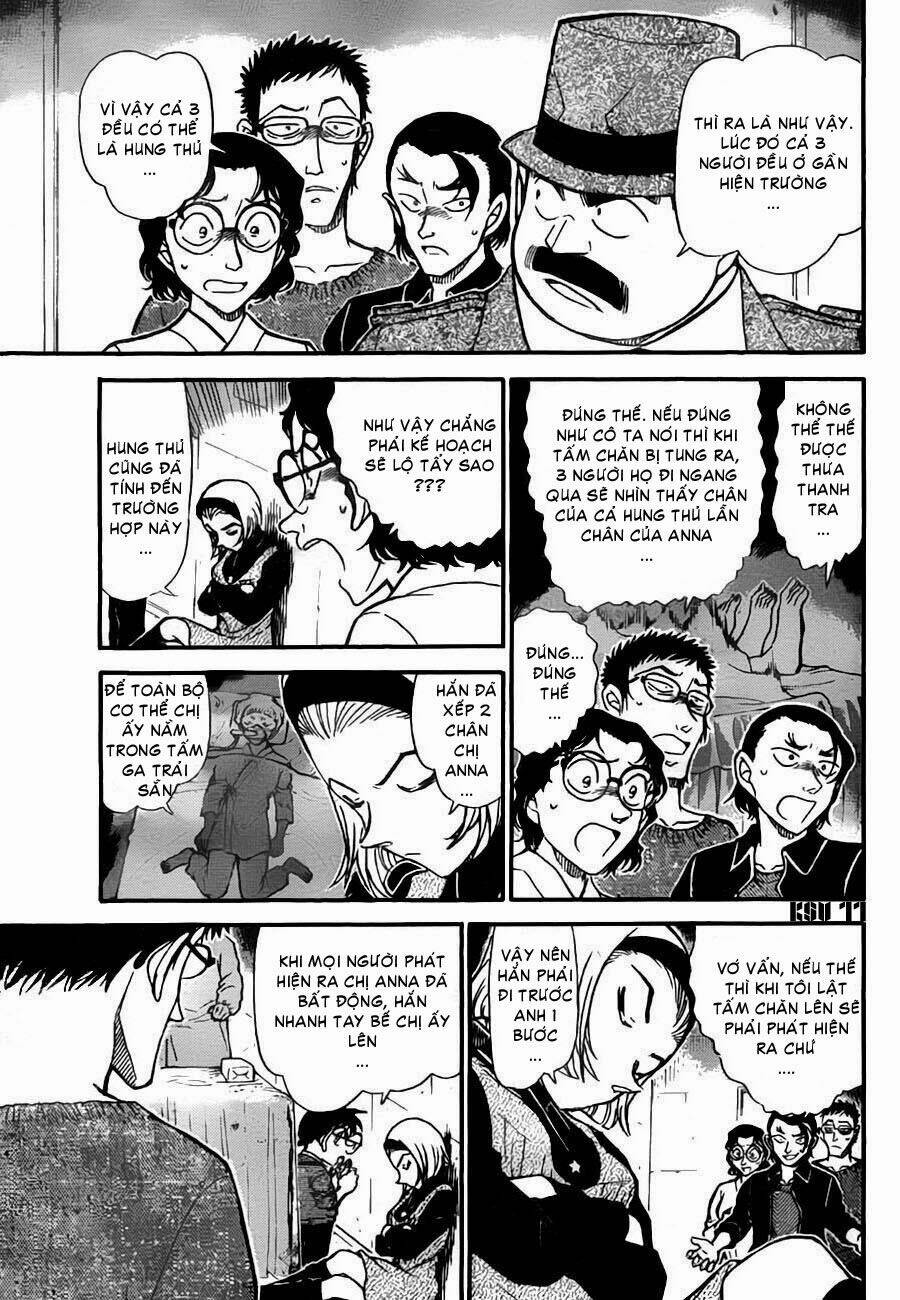 THÌ RA LÀ NHƯ VẬY.
LÚC ĐÓ CẢ 3
NGƯỜI ĐỀU Ở GẦN
HIỆN TRƯỜNG
...
VÌ VẬY CẢ 3
ĐỀU CÓ THỂ
LÀ HUNG THỦ
...
KHÔNG
THỂ THẾ
ĐƯỢC
THƯA
THANH
TRA
ĐÚNG THẾ. NẾU ĐÚNG
NHƯ CÔ TA NÓI THÌ KHI
TẤM CHĂN BỊ TUNG RA,
3 NGƯỜI HỌ ĐI NGANG
QUA SẼ NHÌN THẤY CHÂN
CỦA CẢ HUNG THỦ LẪN
CHÂN CỦA ANNA
...
ĐÚNG...
ĐÚNG
THẾ
...
NHƯ VẬY CHẲNG
PHẢI KẾ HOẠCH
SẼ LỘ TẨY SAO
???
HUNG THỦ
CŨNG ĐÃ
TÍNH ĐẾN
TRƯỜNG
HỢP NÀY
...
HẮN ĐÃ
XẾP 2
CHÂN
CHỊ
ANNA
...
ĐỂ TOÀN BỘ
CƠ THỂ CHỊ
ẤY NẰM
TRONG TẤM
GA TRẢI
SẴN
VỚ VẨN, NẾU THẾ
THÌ KHI TÔI LẬT
TẤM CHĂN LÊN SẼ
PHẢI PHÁT HIỆN
RA CHỨ
....
VẬY NÊN
HẮN PHẢI
ĐI TRƯỚC
ANH 1
BƯỚC
...
KHI MỌI NGƯỜI PHÁT
HIỆN RA CHỊ ANNA ĐÃ
BẤT ĐỘNG, HẮN
NHANH TAY BẾ CHỊ ẤY
LÊN
...